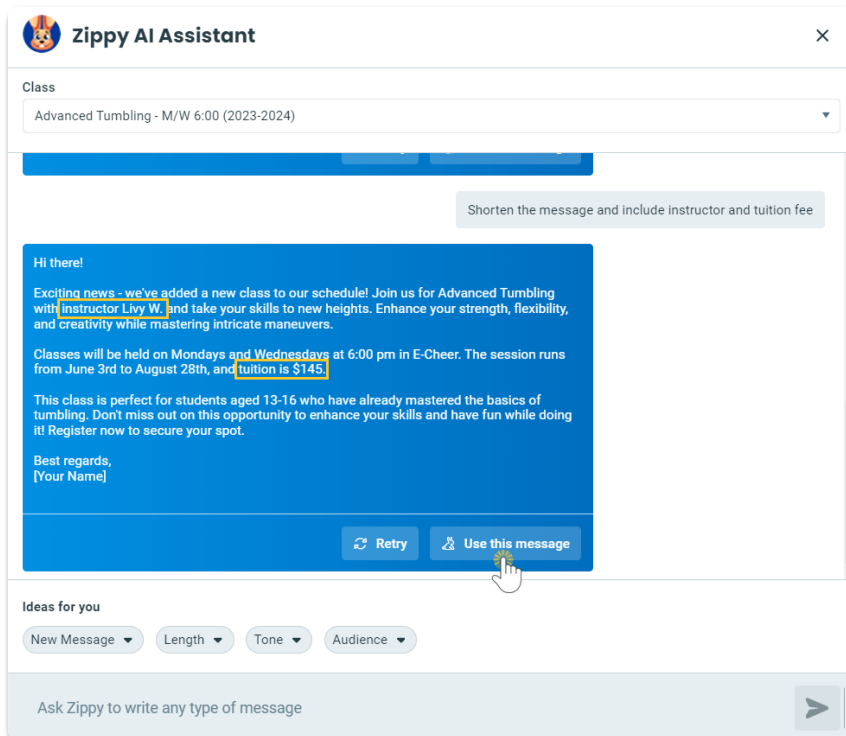 Zippy AI Assistant
Class
Advanced Tumbling - M/W 6:00 (2023-2024)
Shorten the message and include instructor and tuition fee
Hi there!
Exciting news - we've added a new class to our schedule! Join us for Advanced Tumbling
with instructor Livy W. and take your skills to new heights. Enhance your strength, flexibility,
and creativity while mastering intricate maneuvers.
Classes will be held on Mondays and Wednesdays at 6:00 pm in E-Cheer. The session runs
from June 3rd to August 28th, and tuition is $145.
This class is perfect for students aged 13-16 who have already mastered the basics of
tumbling. Don't miss out on this opportunity to enhance your skills and have fun while doing
it! Register now to secure your spot.
Best regards,
[Your Name]
Retry Use this message
Ideas for you
New Message Length Tone Audience
Ask Zippy to write any type of message